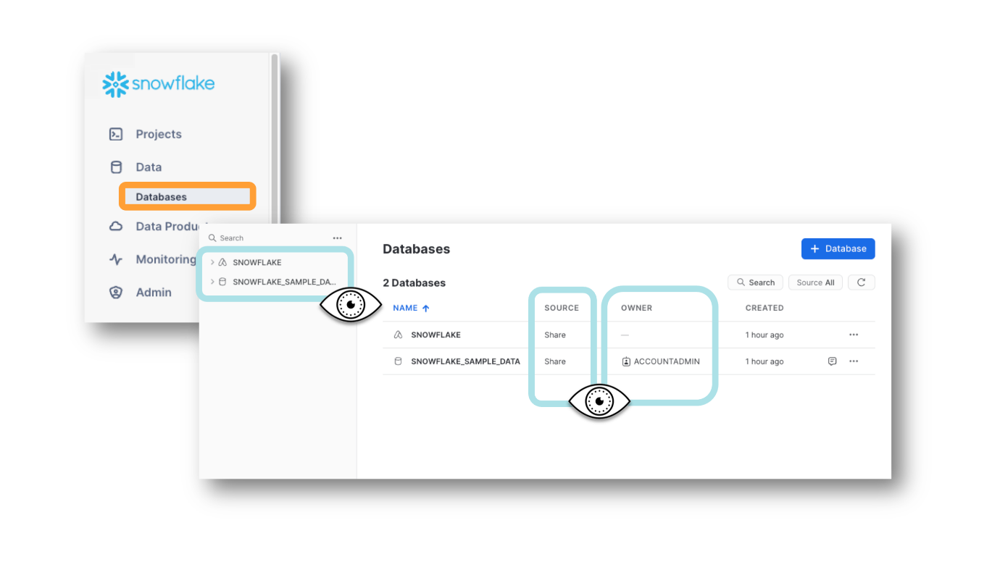 snowflake
Projects
Data
Databases
Data Produ
Monitoring
Admin
Search
SNOWFLAKE
SNOWFLAKE_SAMPLE_DA...
Databases
+ Database
2 Databases
Search
Source All
NAME SOURCE OWNER CREATED
SNOWFLAKE Share — 1 hour ago
SNOWFLAKE_SAMPLE_DATA Share ACCOUNTADMIN 1 hour ago